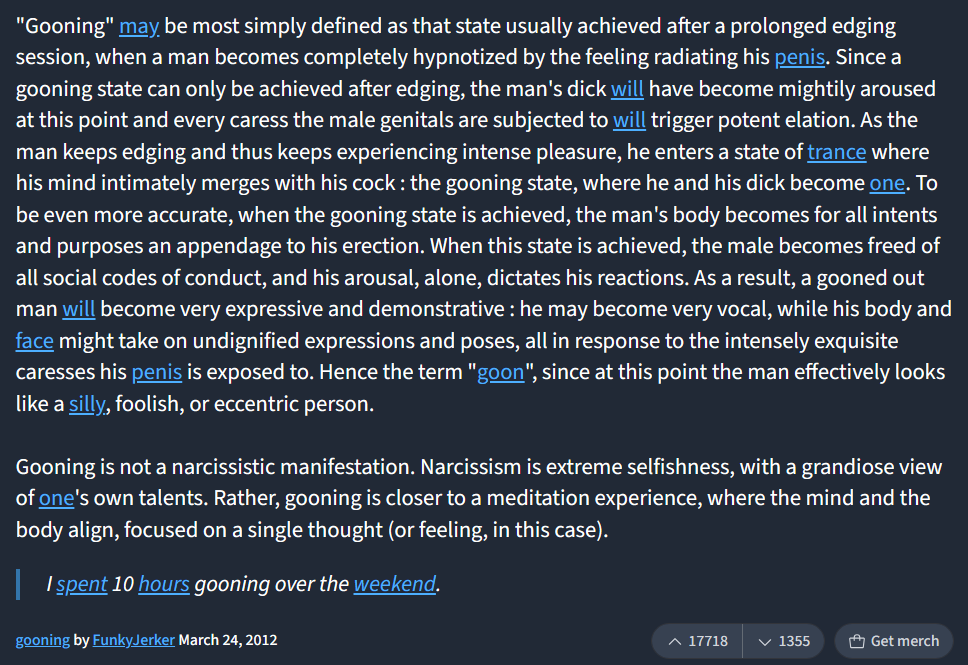 "Gooning" may be most simply defined as that state usually achieved after a prolonged edging
session, when a man becomes completely hypnotized by the feeling radiating his penis. Since a
gooning state can only be achieved after edging, the man's dick will have become mightily aroused
at this point and every caress the male genitals are subjected to will trigger potent elation. As the
man keeps edging and thus keeps experiencing intense pleasure, he enters a state of trance where
his mind intimately merges with his cock : the gooning state, where he and his dick become one. To
be even more accurate, when the gooning state is achieved, the man's body becomes for all intents
and purposes an appendage to his erection. When this state is achieved, the male becomes freed of
all social codes of conduct, and his arousal, alone, dictates his reactions. As a result, a gooned out
man will become very expressive and demonstrative : he may become very vocal, while his body and
face might take on undignified expressions and poses, all in response to the intensely exquisite
caresses his penis is exposed to. Hence the term "goon", since at this point the man effectively looks
like a silly, foolish, or eccentric person.
Gooning is not a narcissistic manifestation. Narcissism is extreme selfishness, with a grandiose view
of one's own talents. Rather, gooning is closer to a meditation experience, where the mind and the
body align, focused on a single thought (or feeling, in this case).
I spent 10 hours gooning over the weekend.
gooning by FunkyJerker March 24, 2012 17718 1355 Get merch